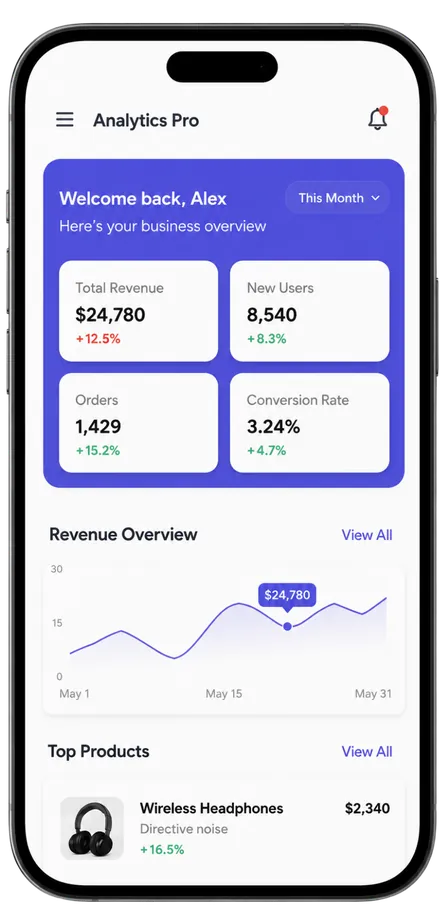 Analytics Pro
Welcome back, Alex
This Month
Here's your business overview
Total Revenue
$24,780
+12.5%
New Users
8,540
+8.3%
Orders
1,429
+15.2%
Conversion Rate
3.24%
+4.7%
Revenue Overview
View All
30
15
0
$24,780
May 1
May 15
May 31
Top Products
View All
Wireless Headphones
$2,340
Directive noise
+16.5%